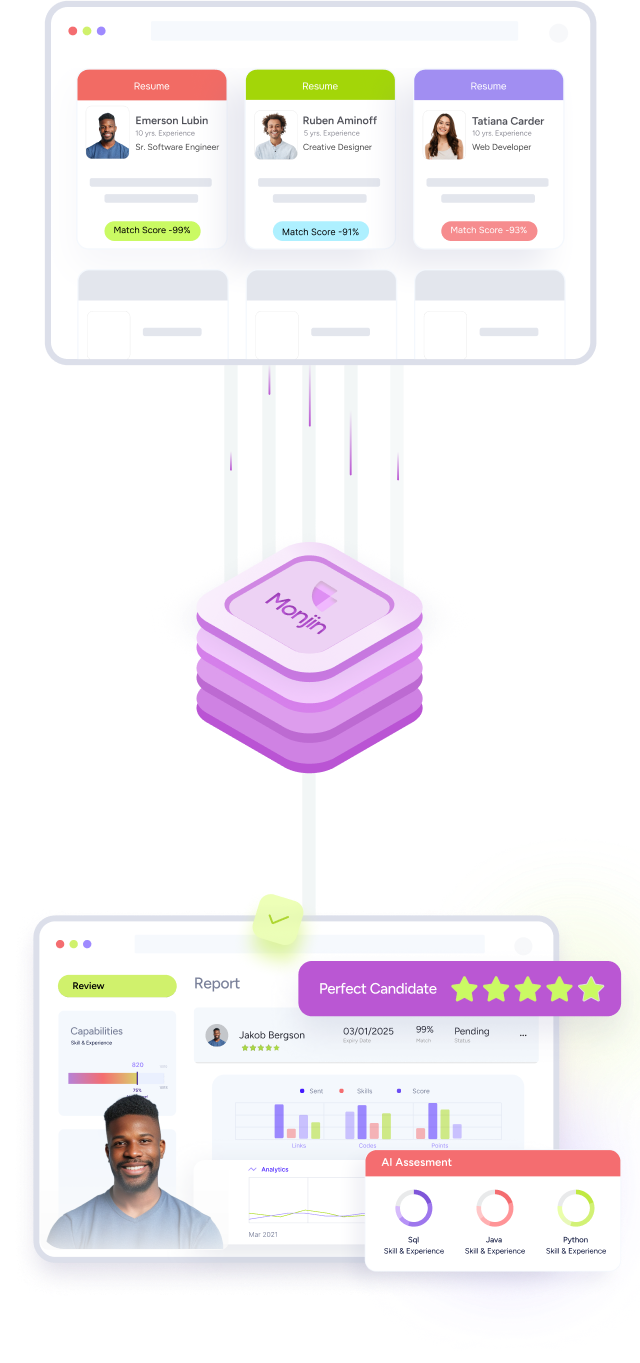 Resume
Resume
Resume
Emerson Lubin
10 yrs. Experience
Sr. Software Engineer
Ruben Aminoff
5 yrs. Experience
Creative Designer
Tatiana Carder
10 yrs. Experience
Web Developer
Match Score -99%
Match Score -91%
Match Score -93%
Monjin
Review
Report
Perfect Candidate
Capabilities
Skill & Experience
820
75%
Jakob Bergson
03/01/2025
Expiry Date
99%
Match
Pending
Status
...
Sent
Skills
Score
Links
Codes
Points
Analytics
Mar 2021
AI Assesment
Sql
Skill & Experience
Java
Skill & Experience
Python
Skill & Experience